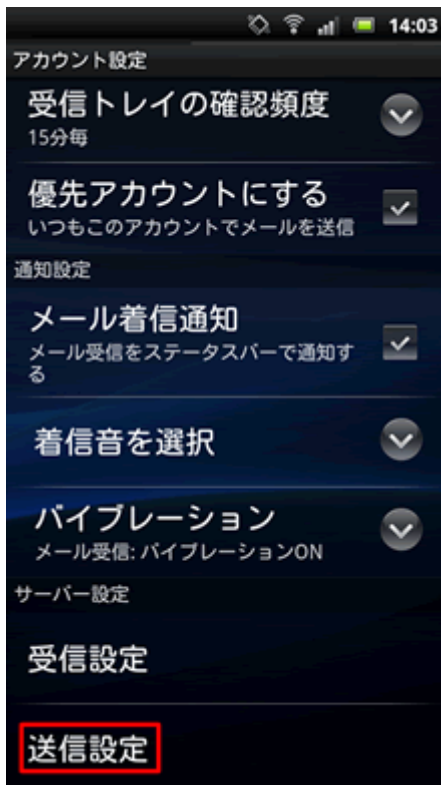 14:03
アカウント設定
受信トレイの確認頻度
15分毎
優先アカウントにする
いつもこのアカウントでメールを送信
通知設定
メール着信通知
メール受信をステータスバーで通知す
る
着信音を選択
バイブレーション
メール受信: バイブレーションON
サーバー設定
受信設定
送信設定